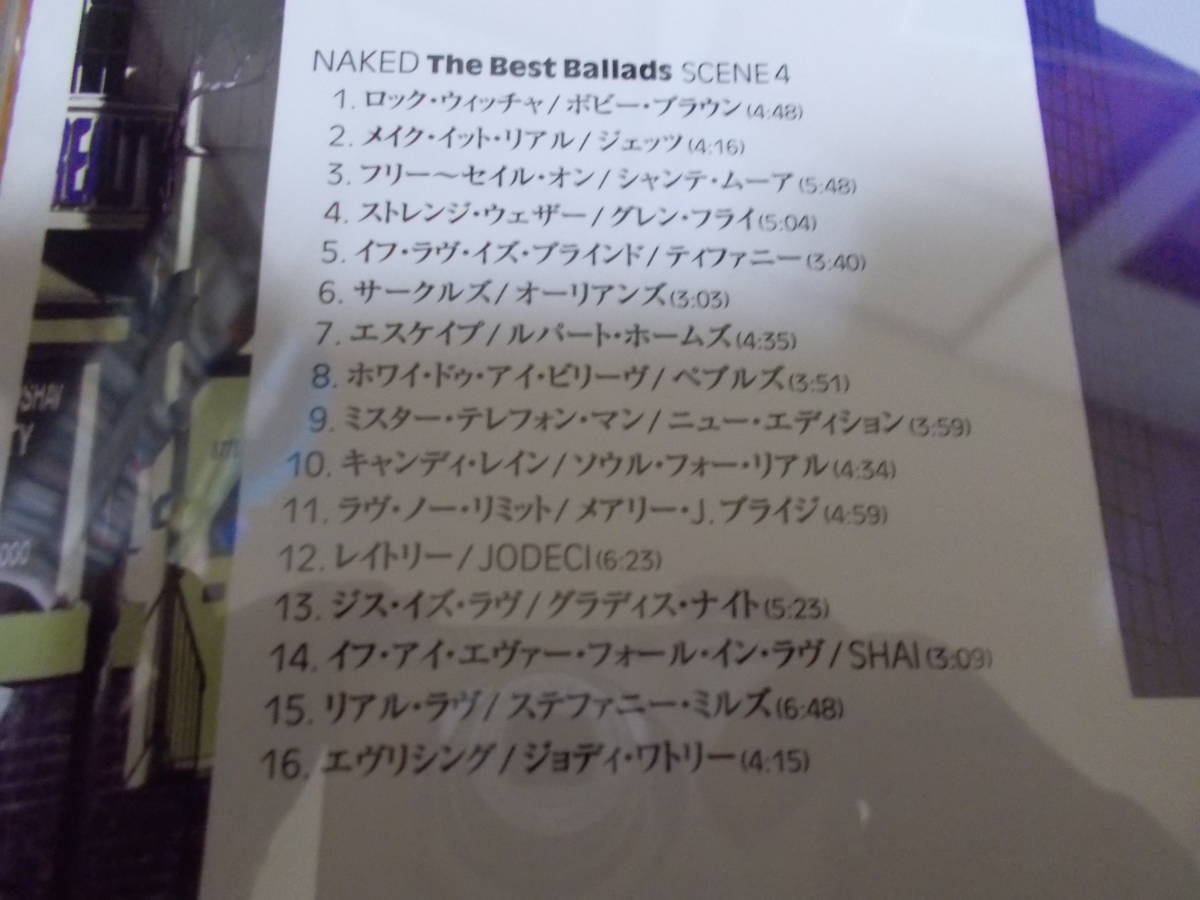 NAKED The Best Ballads SCENE 4
1. ロック・ウィッチャ/ボビー・ブラウン(4:48)
2. メイク・イット・リアル/ジェッツ(4:16)
3. フリー〜セイル・オン/シャンテ・ムーア(5:48)
4. ストレンジ・ウェザー/グレン・フライ(5:04)
5. イフ・ラヴ・イズ・ブラインド/ティファニー(3:40)
6. サークルズ/オーリアンズ(3:03)
7. エスケイプ/ルパート・ホームズ(4:35)
8. ホワイ・ドゥ・アイ・ビリーヴ/ペブルズ(3:51)
9. ミスター・テレフォン・マン/ニュー・エディション(3:59)
10. キャンディ・レイン/ソウル・フォー・リアル(4:34)
11. ラヴ・ノー・リミット/メアリー・J.ブライジ(4:59)
12. レイトリー/JODECI(6:23)
13. ジス・イズ・ラヴ/グラディス・ナイト(5:23)
14. イフ・アイ・エヴァー・フォール・イン・ラヴ/SHAI(3:09)
15. リアル・ラヴ/ステファニー・ミルズ(6:48)
16. エヴリシング/ジョディ・ワトリー(4:15)